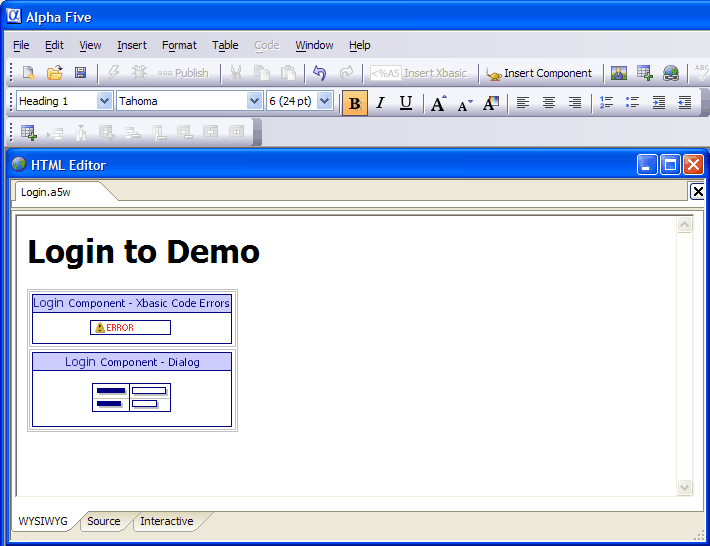 Alpha Five
File Edit View Insert Format Table Code Window Help
Publish <%A5 Insert Xbasic Insert Component ABC
Heading 1 Tahoma 6 (24 pt) B I U A A A
HTML Editor
Login.a5w
Login to Demo
Login Component - Xbasic Code Errors
ERROR
Login Component - Dialog
WYSIWYG Source Interactive